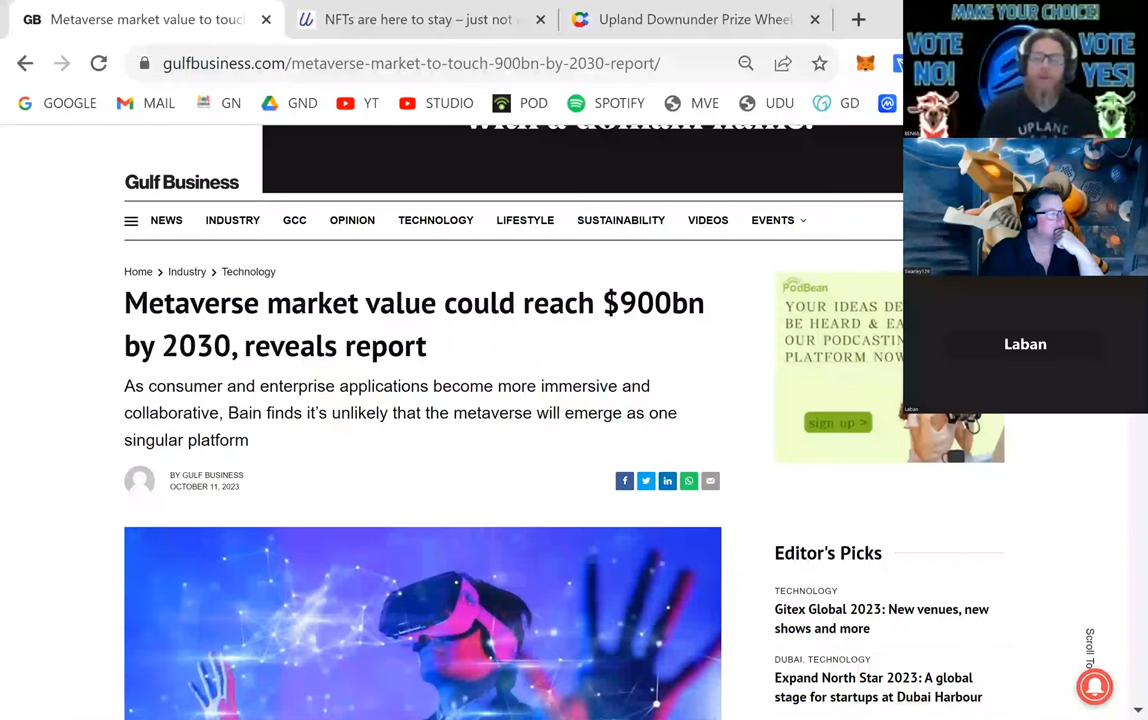 GB Metaverse market value to touch
NFTs are here to stay – just not
Upland Downunder Prize Wheel
gulfbusiness.com/metaverse-market-to-touch-900bn-by-2030-report/
GOOGLE MAIL GN GND YT STUDIO POD SPOTIFY MVE UDU GD
MAKE YOUR CHOICE!
VOTE NO!
VOTE YES!
UPLAND
Laban
Laban
with a domain name.
Gulf Business
NEWS INDUSTRY GCC OPINION TECHNOLOGY LIFESTYLE SUSTAINABILITY VIDEOS EVENTS
Home > Industry > Technology
Metaverse market value could reach $900bn
by 2030, reveals report
As consumer and enterprise applications become more immersive and
collaborative, Bain finds it’s unlikely that the metaverse will emerge as one
singular platform
BY GULF BUSINESS
OCTOBER 11, 2023
PodBean
YOUR IDEAS DE
BE HEARD & EA
OUR PODCASTIN
PLATFORM NOW
sign up >
Editor's Picks
TECHNOLOGY
Gitex Global 2023: New venues, new
shows and more
DUBAI, TECHNOLOGY
Expand North Star 2023: A global
stage for startups at Dubai Harbour
Scroll To